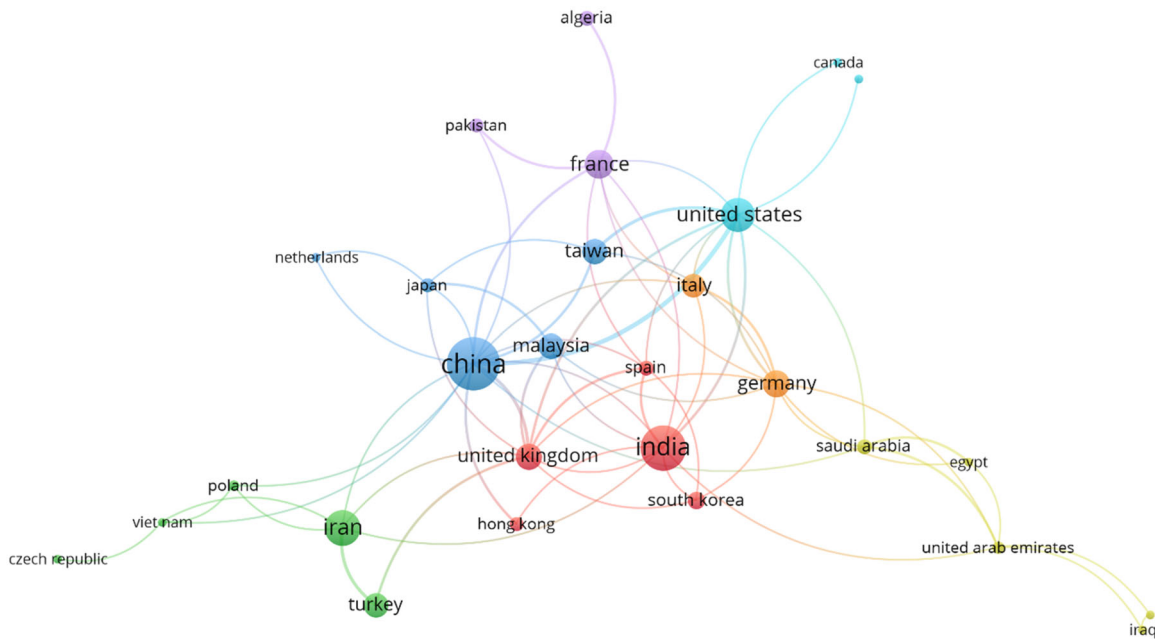 algeria
canada
pakistan
france
united states
taiwan
netherlands
japan
italy
malaysia
china
spain
germany
india
saudi arabia
united kingdom
egypt
poland
south korea
viet nam
iran
hong kong
united arab emirates
czech republic
turkey
iraq